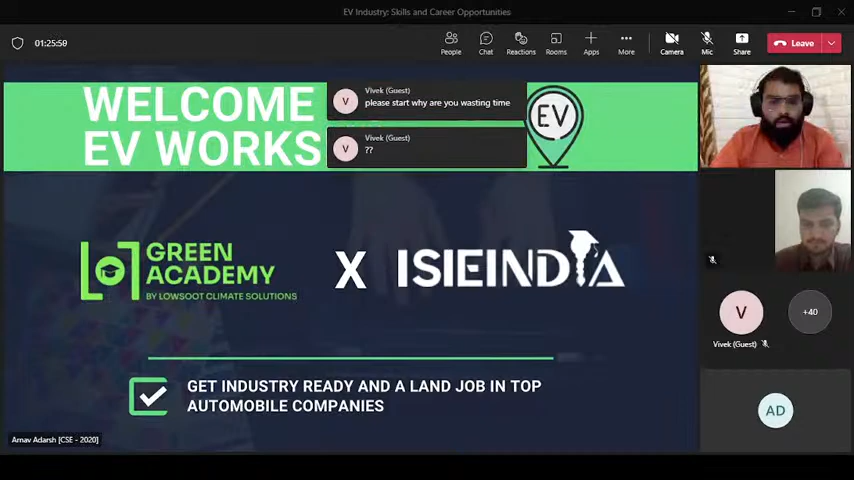 EV Industry: Skills and Career Opportunities
01:25:59
People
Chat
Reactions
Rooms
Apps
More
Camera
Mic
Share
Leave
WELCOME
EV WORKS
Vivek (Guest)
V
please start why are you wasting time
Vivek (Guest)
V
??
EV
GREEN
ACADEMY
BY LOWSOOT CLIMATE SOLUTIONS
X
ISIEINDIA
GET INDUSTRY READY AND A LAND JOB IN TOP
AUTOMOBILE COMPANIES
Arnav Adarsh [CSE - 2020]
V
+40
Vivek (Guest)
AD